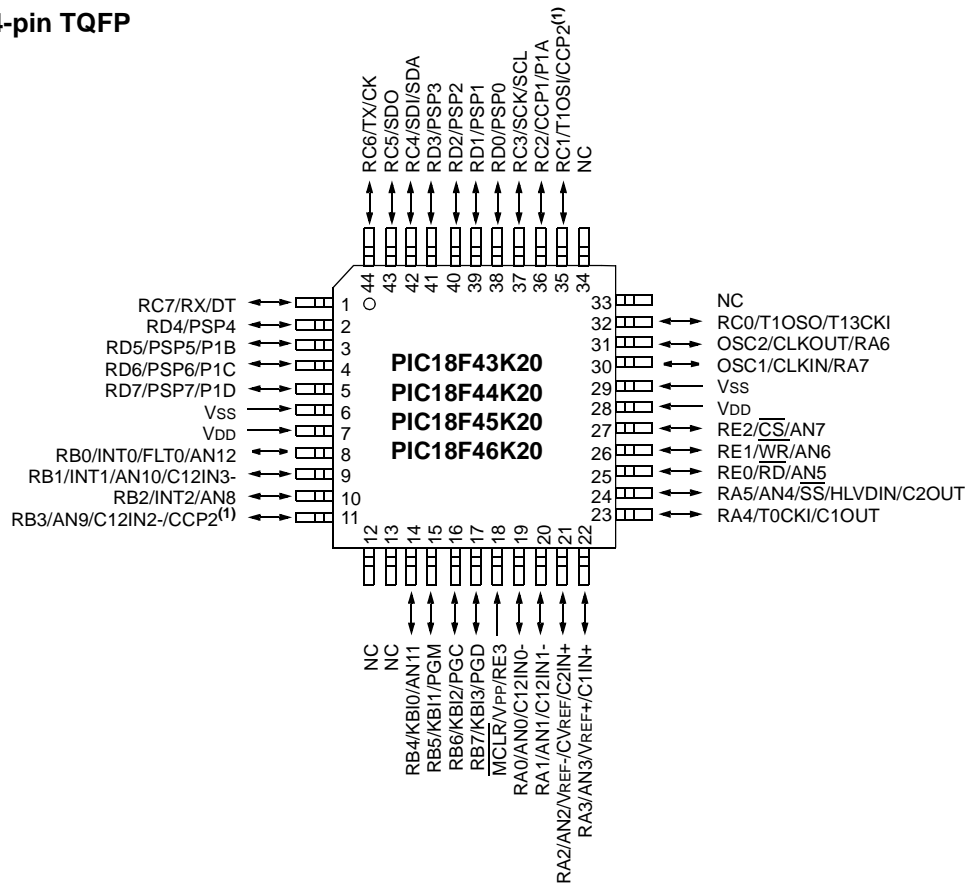 4-pin TQFP
RC6/TX/CK
RC5/SDO
RC4/SDI/SDA
RD3/PSP3
RD2/PSP2
RD1/PSP1
RD0/PSP0
RC3/SCK/SCL
RC2/CCP1/P1A
RC1/T1OSI/CCP2(1)
NC
44
43
42
41
40
39
38
37
36
35
34
RC7/RX/DT
RD4/PSP4
RD5/PSP5/P1B
RD6/PSP6/P1C
RD7/PSP7/P1D
VSS
VDD
RB0/INT0/FLT0/AN12
RB1/INT1/AN10/C12IN3-
RB2/INT2/AN8
RB3/AN9/C12IN2-/CCP2(1)
1
2
3
4
5
6
7
8
9
10
11
PIC18F43K20
PIC18F44K20
PIC18F45K20
PIC18F46K20
33
32
31
30
29
28
27
26
25
24
23
NC
RC0/T1OSO/T13CKI
OSC2/CLKOUT/RA6
OSC1/CLKIN/RA7
VSS
VDD
RE2/CS/AN7
RE1/WR/AN6
RE0/RD/AN5
RA5/AN4/SS/HLVDIN/C2OUT
RA4/T0CKI/C1OUT
12
13
14
15
16
17
18
19
20
21
22
NC
NC
RB4/KBI0/AN11
RB5/KBI1/PGM
RB6/KBI2/PGC
RB7/KBI3/PGD
MCLR/VPP/RE3
RA0/AN0/C12IN0-
RA1/AN1/C12IN1-
RA2/AN2/VREF-/CVREF/C2IN+
RA3/AN3/VREF+/C1IN+